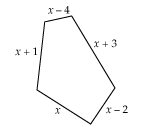 x − 4
x + 1
x + 3
x
x − 2